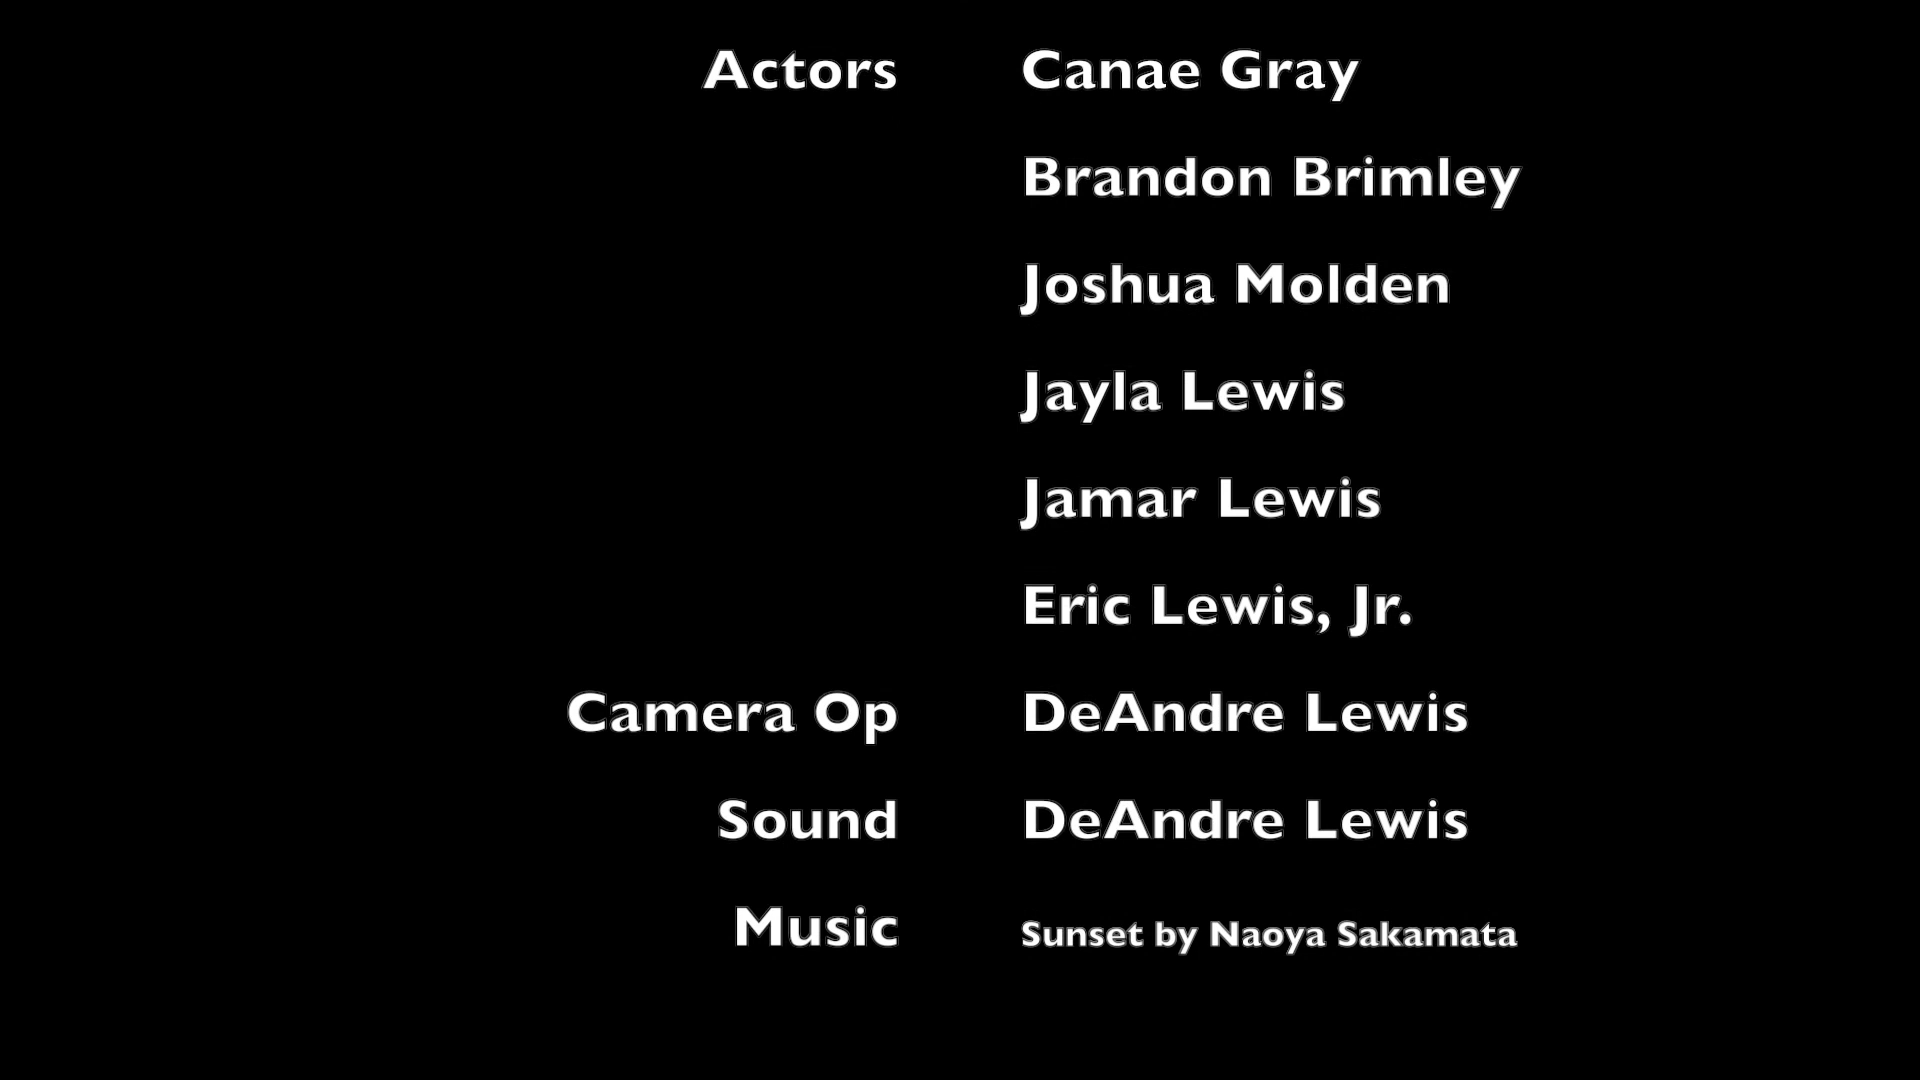 Actors Canae Gray
Brandon Brimley
Joshua Molden
Jayla Lewis
Jamar Lewis
Eric Lewis, Jr.
Camera Op DeAndre Lewis
Sound DeAndre Lewis
Music Sunset by Naoya Sakamata